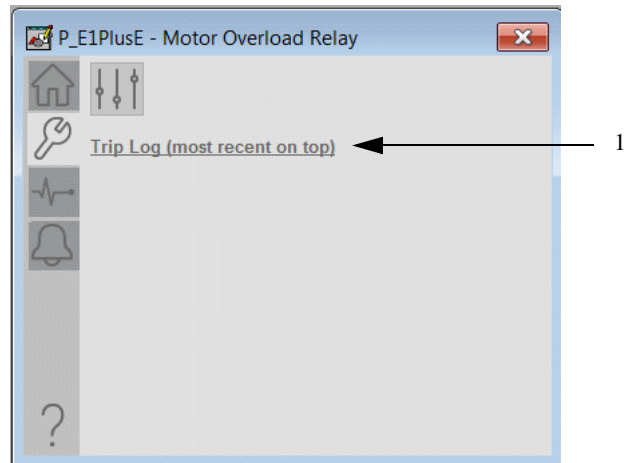 P_E1PlusE - Motor Overload Relay
Trip Log (most recent on top)
1
?